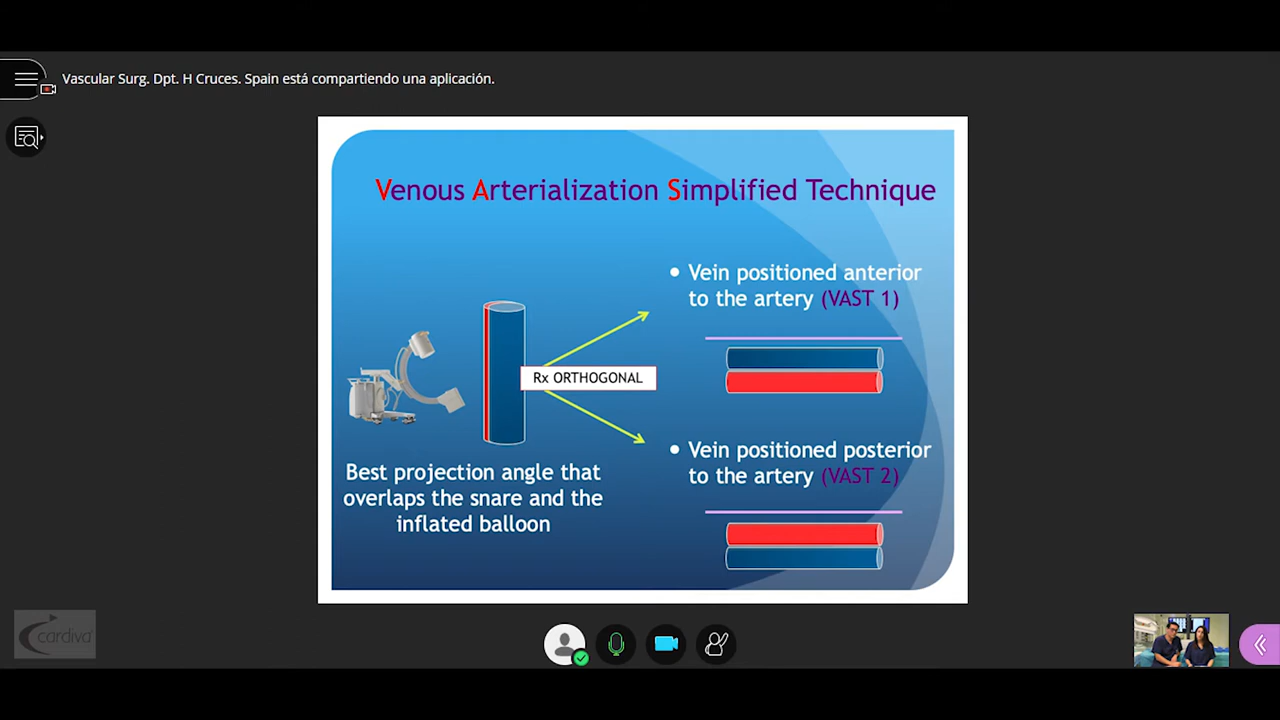 Vascular Surg. Dpt. H Cruces. Spain está compartiendo una aplicación.
Venous Arterialization Simplified Technique
• Vein positioned anterior
to the artery (VAST 1)
Rx ORTHOGONAL
• Vein positioned posterior
to the artery (VAST 2)
Best projection angle that
overlaps the snare and the
inflated balloon
cardiva